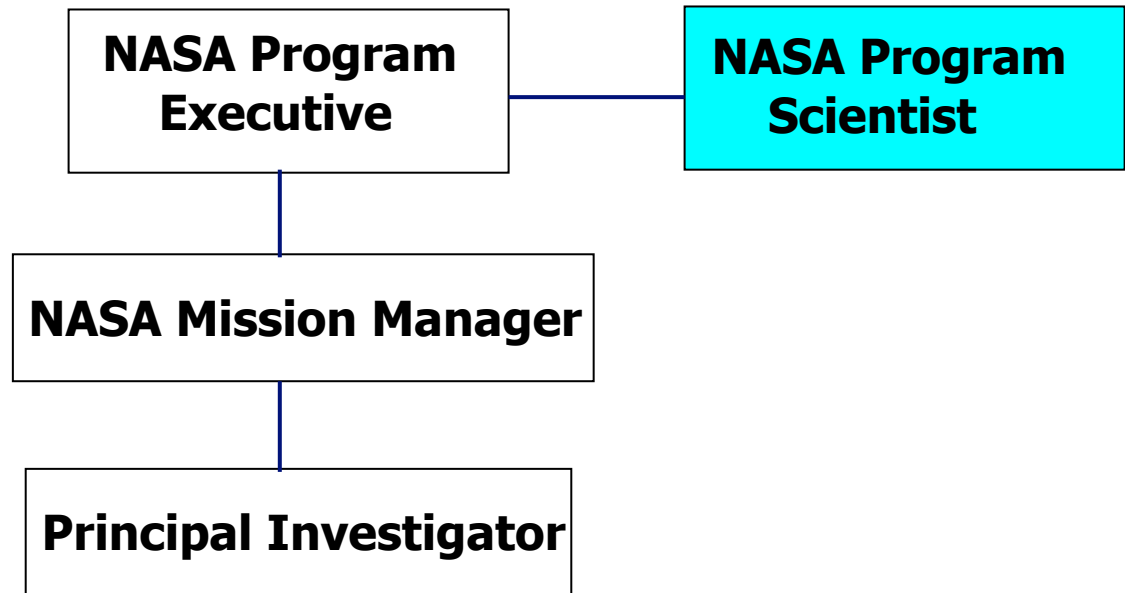 NASA Program
Executive
NASA Program
Scientist
NASA Mission Manager
Principal Investigator